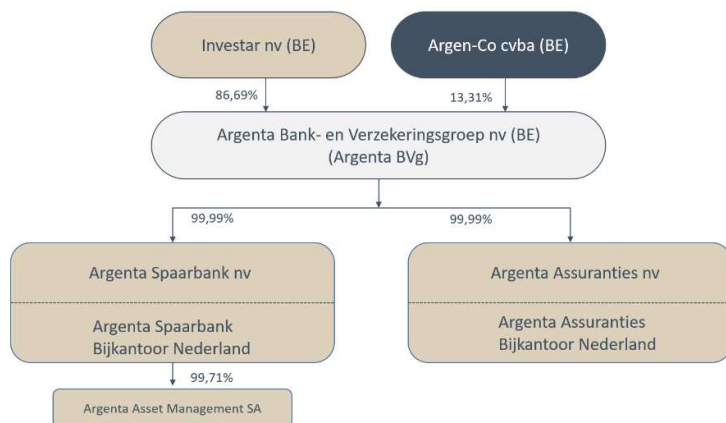 Investar nv (BE)
Argen-Co cvba (BE)
86,69%
13,31%
Argenta Bank- en Verzekeringsgroep nv (BE)
(Argenta BVg)
99,99%
99,99%
Argenta Spaarbank nv
Argenta Assuranties nv
Argenta Spaarbank
Bijkantoor Nederland
Argenta Assuranties
Bijkantoor Nederland
99,71%
Argenta Asset Management SA